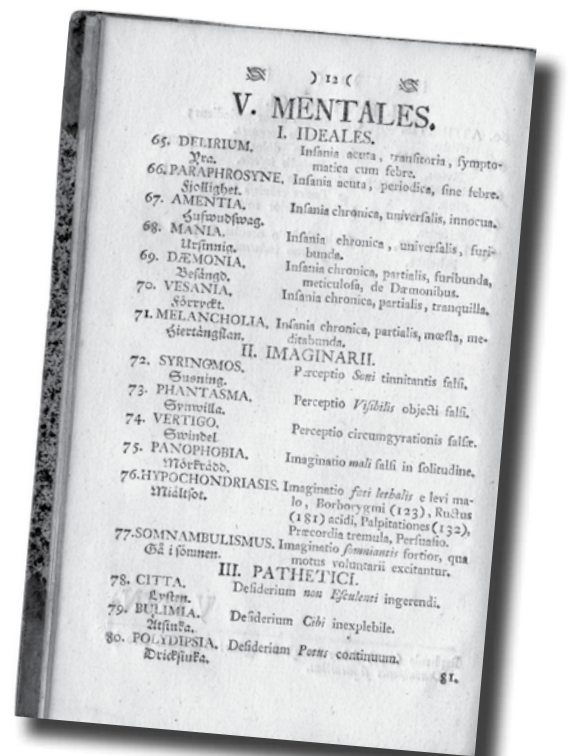 ) 12 (
V. MENTALES.
I. IDEALES.
65. DELIRIUM. Inſania acuta, tranſitoria, ſympto-
Yra. matica cum febre.
66. PARAPHROSYNE. Inſania acuta, periodica, ſine febre.
Fjollighet.
67. AMENTIA. Inſania chronica, univerſalis, innocua.
Hufwudſwag.
68. MANIA. Inſania chronica, univerſalis, furi-
Urſinnig. bunda.
69. DÆMONIA. Inſania chronica, partialis, furibunda,
Beſängd. meticuloſa, de Dæmonibus.
70. VESANIA. Inſania chronica, partialis, tranquilla.
Förryckt.
71. MELANCHOLIA. Inſania chronica, partialis, mœſta, me-
Hiertängſlan. ditabunda.
II. IMAGINARII.
72. SYRINGMOS. Perceptio Soni tinnitantis falſi.
Susning.
73. PHANTASMA. Perceptio Viſibilis objecti falſi.
Synwilla.
74. VERTIGO. Perceptio circumgyrationis falſæ.
Swindel
75. PANOPHOBIA. Imaginatio mali falſi in ſolitudine.
Mörkrädd.
76. HYPOCHONDRIASIS. Imaginatio fati lethalis e levi ma-
Miältſot. lo, Borborygmi (123), Ructus
(181) acidi, Palpitationes (132),
Præcordia tremula, Perſuaſio.
77. SOMNAMBULISMUS. Imaginatio ſomniantis fortior, qua
Gå i ſömnen. motus voluntarii excitantur.
III. PATHETICI.
78. CITTA. Deſiderium non Eſculenti ingerendi.
Lyſten.
79. BULIMIA. Deſiderium Cibi inexplebile.
Ätſiuka.
80. POLYDIPSIA. Deſiderium Potus continuum.
Drickſiuka.
81.